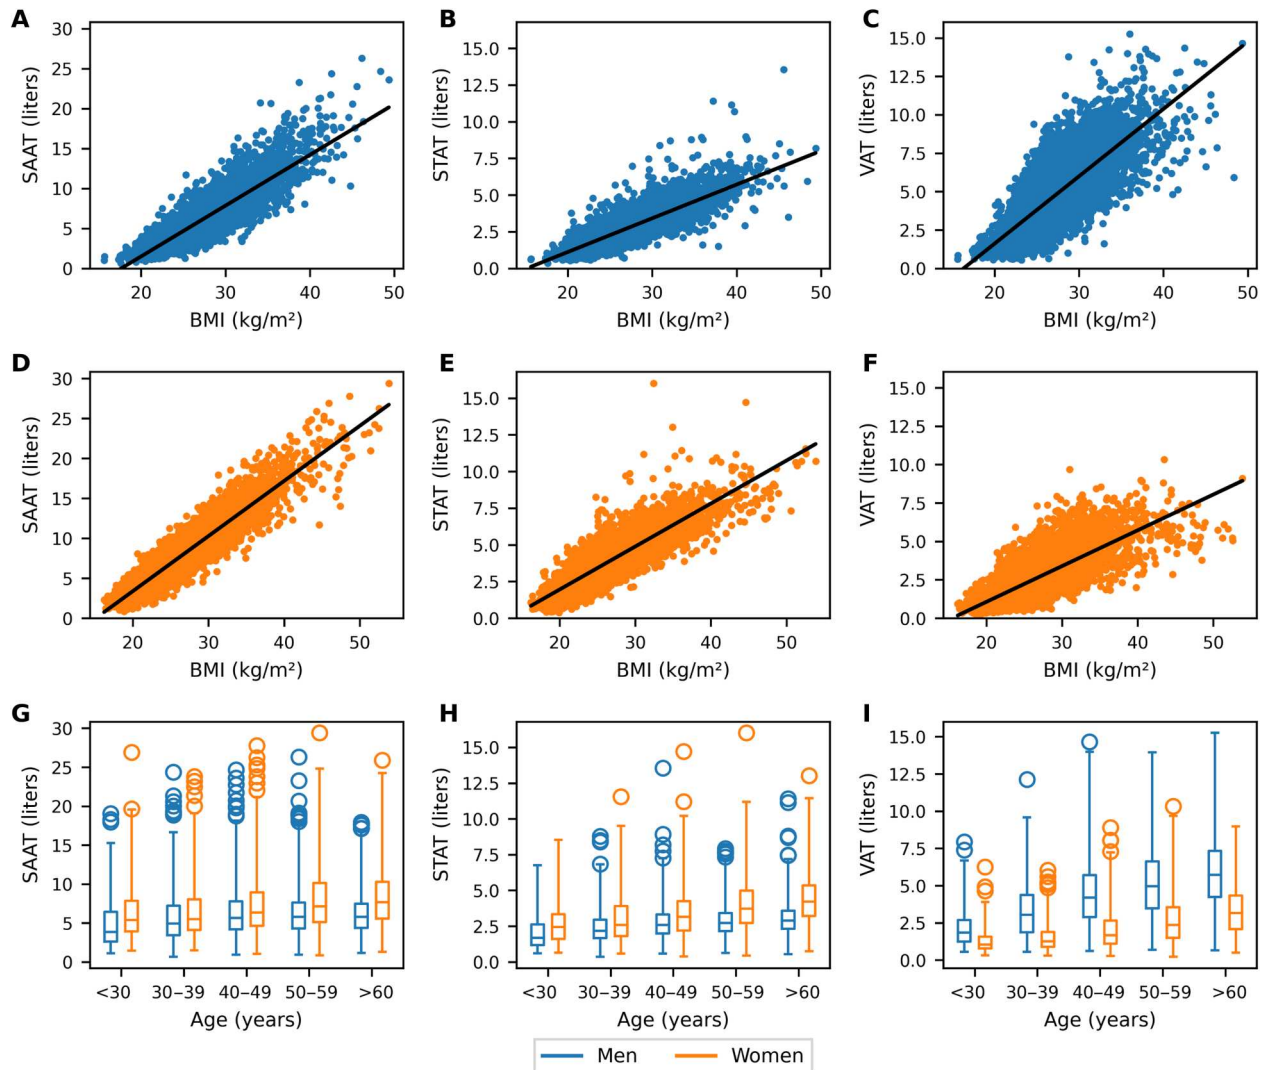 A
B
C
SAAT (liters)
30
25
20
15
10
5
0
20 30 40 50
BMI (kg/m²)
STAT (liters)
15.0
12.5
10.0
7.5
5.0
2.5
0.0
20 30 40 50
BMI (kg/m²)
VAT (liters)
15.0
12.5
10.0
7.5
5.0
2.5
0.0
20 30 40 50
BMI (kg/m²)
D
E
F
SAAT (liters)
30
25
20
15
10
5
0
20 30 40 50
BMI (kg/m²)
STAT (liters)
15.0
12.5
10.0
7.5
5.0
2.5
0.0
20 30 40 50
BMI (kg/m²)
VAT (liters)
15.0
12.5
10.0
7.5
5.0
2.5
0.0
20 30 40 50
BMI (kg/m²)
G
H
I
SAAT (liters)
30
25
20
15
10
5
0
<30 30–39 40–49 50–59 >60
Age (years)
STAT (liters)
15.0
12.5
10.0
7.5
5.0
2.5
0.0
<30 30–39 40–49 50–59 >60
Age (years)
VAT (liters)
15.0
12.5
10.0
7.5
5.0
2.5
0.0
<30 30–39 40–49 50–59 >60
Age (years)
Men Women